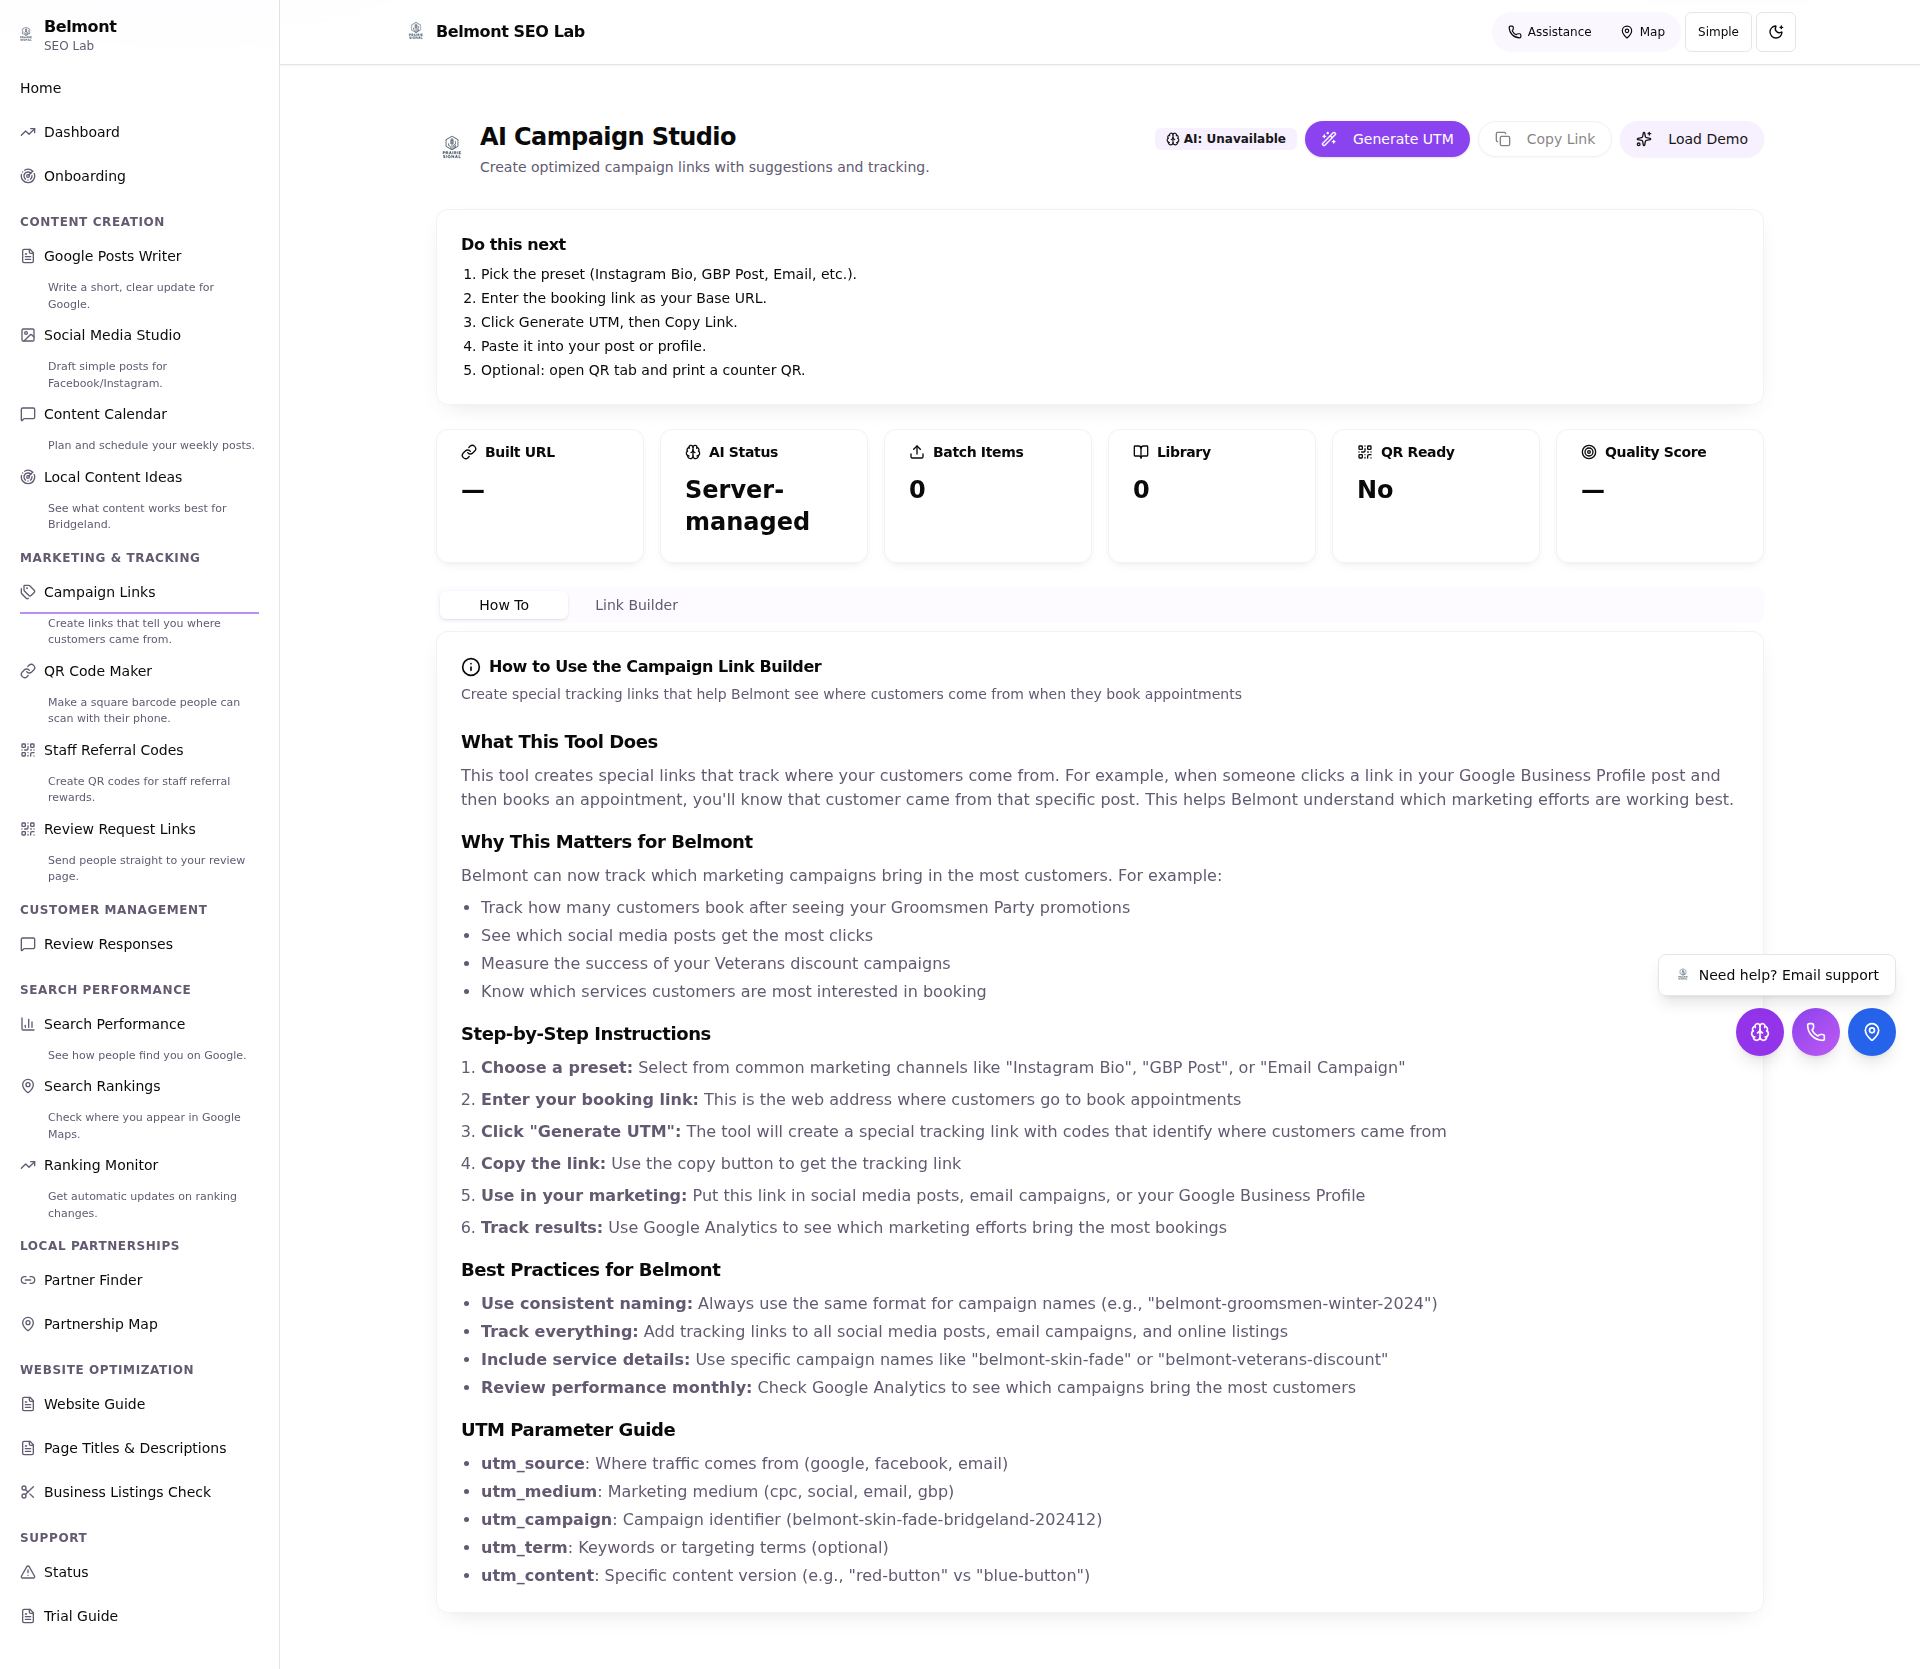 Belmont
SEO Lab
Home
Dashboard
Onboarding
CONTENT CREATION
Google Posts Writer
Write a short, clear update for
Google.
Social Media Studio
Draft simple posts for
Facebook/Instagram.
Content Calendar
Plan and schedule your weekly posts.
Local Content Ideas
See what content works best for
Bridgeland.
MARKETING & TRACKING
Campaign Links
Create links that tell you where
customers came from.
QR Code Maker
Make a square barcode people can
scan with their phone.
Staff Referral Codes
Create QR codes for staff referral
rewards.
Review Request Links
Send people straight to your review
page.
CUSTOMER MANAGEMENT
Review Responses
SEARCH PERFORMANCE
Search Performance
See how people find you on Google.
Search Rankings
Check where you appear in Google
Maps.
Ranking Monitor
Get automatic updates on ranking
changes.
LOCAL PARTNERSHIPS
Partner Finder
Partnership Map
WEBSITE OPTIMIZATION
Website Guide
Page Titles & Descriptions
Business Listings Check
SUPPORT
Status
Trial Guide
Belmont SEO Lab
Assistance
Map
Simple
PRAIRIE
SIGNAL
AI Campaign Studio
Create optimized campaign links with suggestions and tracking.
AI: Unavailable
Generate UTM
Copy Link
Load Demo
Do this next
1. Pick the preset (Instagram Bio, GBP Post, Email, etc.).
2. Enter the booking link as your Base URL.
3. Click Generate UTM, then Copy Link.
4. Paste it into your post or profile.
5. Optional: open QR tab and print a counter QR.
Built URL
—
AI Status
Server-
managed
Batch Items
0
Library
0
QR Ready
No
Quality Score
—
How To
Link Builder
How to Use the Campaign Link Builder
Create special tracking links that help Belmont see where customers come from when they book appointments
What This Tool Does
This tool creates special links that track where your customers come from. For example, when someone clicks a link in your Google Business Profile post and
then books an appointment, you'll know that customer came from that specific post. This helps Belmont understand which marketing efforts are working best.
Why This Matters for Belmont
Belmont can now track which marketing campaigns bring in the most customers. For example:
• Track how many customers book after seeing your Groomsmen Party promotions
• See which social media posts get the most clicks
• Measure the success of your Veterans discount campaigns
• Know which services customers are most interested in booking
Step-by-Step Instructions
1. Choose a preset: Select from common marketing channels like "Instagram Bio", "GBP Post", or "Email Campaign"
2. Enter your booking link: This is the web address where customers go to book appointments
3. Click "Generate UTM": The tool will create a special tracking link with codes that identify where customers came from
4. Copy the link: Use the copy button to get the tracking link
5. Use in your marketing: Put this link in social media posts, email campaigns, or your Google Business Profile
6. Track results: Use Google Analytics to see which marketing efforts bring the most bookings
Best Practices for Belmont
• Use consistent naming: Always use the same format for campaign names (e.g., "belmont-groomsmen-winter-2024")
• Track everything: Add tracking links to all social media posts, email campaigns, and online listings
• Include service details: Use specific campaign names like "belmont-skin-fade" or "belmont-veterans-discount"
• Review performance monthly: Check Google Analytics to see which campaigns bring the most customers
UTM Parameter Guide
• utm_source: Where traffic comes from (google, facebook, email)
• utm_medium: Marketing medium (cpc, social, email, gbp)
• utm_campaign: Campaign identifier (belmont-skin-fade-bridgeland-202412)
• utm_term: Keywords or targeting terms (optional)
• utm_content: Specific content version (e.g., "red-button" vs "blue-button")
Need help? Email support